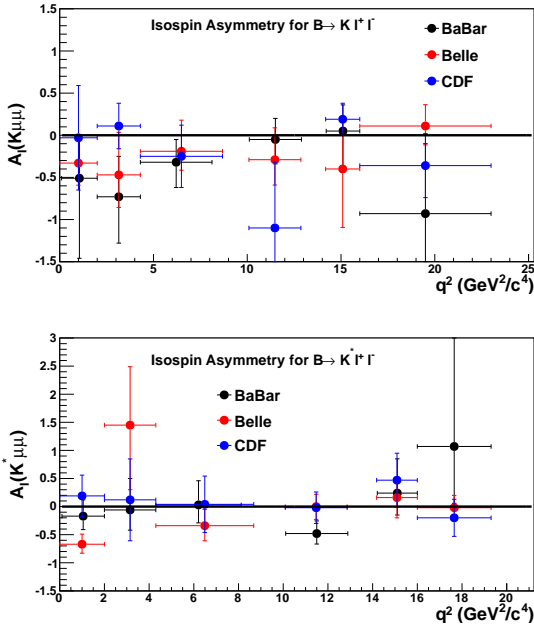 Isospin Asymmetry for B→ K l⁺ l⁻
BaBar
Belle
CDF
A_I(Kμμ)
1.5
1
0.5
0
-0.5
-1
-1.5
0 5 10 15 20 25
q² (GeV²/c⁴)
Isospin Asymmetry for B→ K* l⁺ l⁻
BaBar
Belle
CDF
A_I(K*μμ)
3
2.5
2
1.5
1
0.5
0
-0.5
-1
-1.5
0 2 4 6 8 10 12 14 16 18 20
q² (GeV²/c⁴)